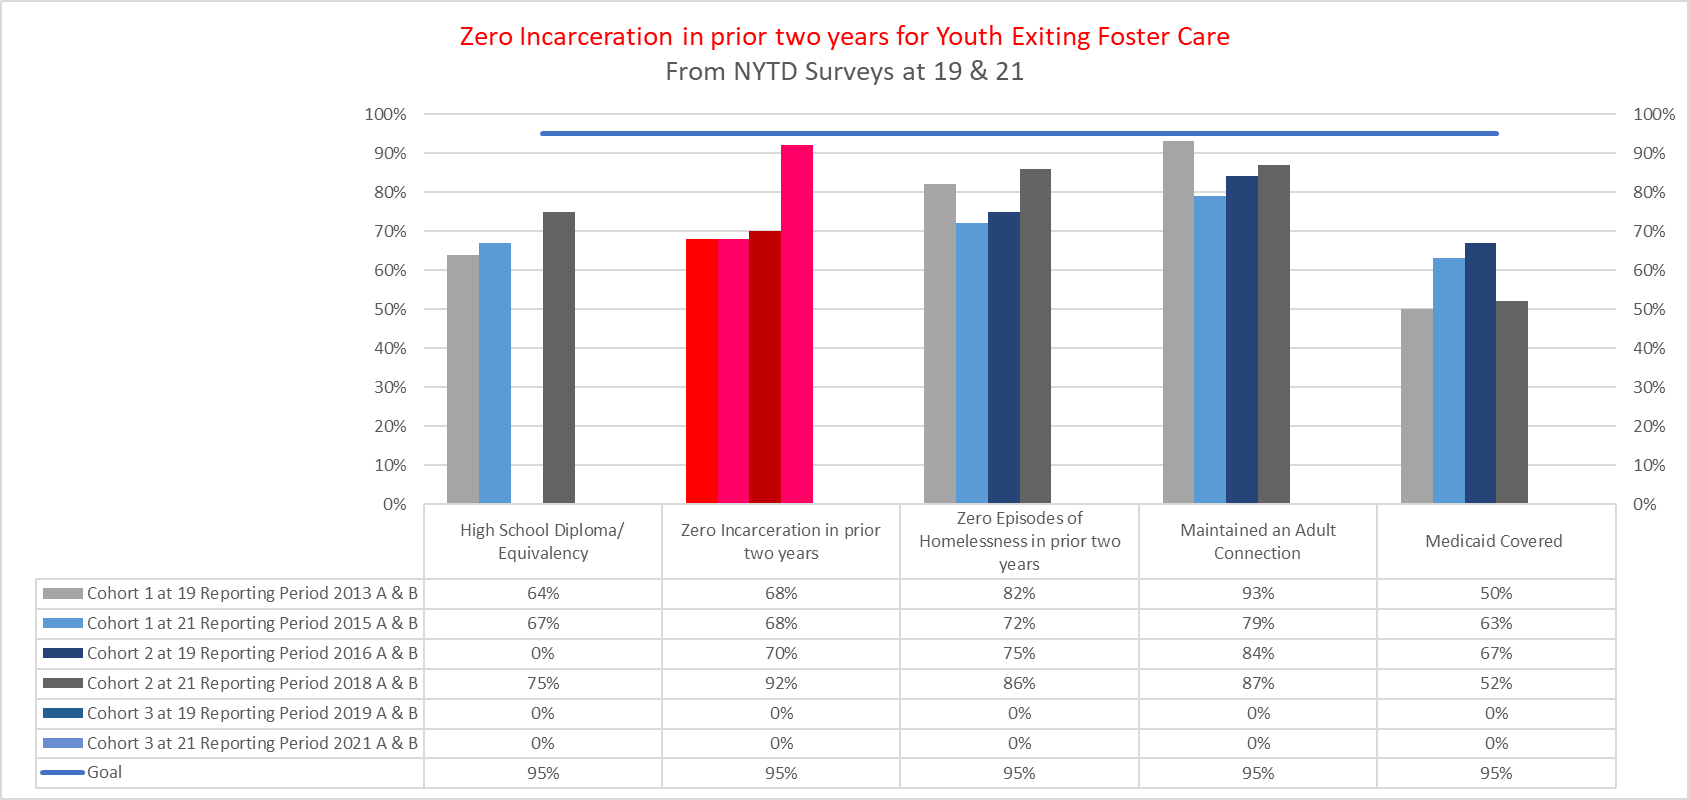 Zero Incarceration in prior two years for Youth Exiting Foster Care
From NYTD Surveys at 19 & 21
100% 100%
90% 90%
80% 80%
70% 70%
60% 60%
50% 50%
40% 40%
30% 30%
20% 20%
10% 10%
0% 0%
High School Diploma/
Equivalency
Zero Incarceration in prior
two years
Zero Episodes of
Homelessness in prior two
years
Maintained an Adult
Connection
Medicaid Covered
Cohort 1 at 19 Reporting Period 2013 A & B 64% 68% 82% 93% 50%
Cohort 1 at 21 Reporting Period 2015 A & B 67% 68% 72% 79% 63%
Cohort 2 at 19 Reporting Period 2016 A & B 0% 70% 75% 84% 67%
Cohort 2 at 21 Reporting Period 2018 A & B 75% 92% 86% 87% 52%
Cohort 3 at 19 Reporting Period 2019 A & B 0% 0% 0% 0% 0%
Cohort 3 at 21 Reporting Period 2021 A & B 0% 0% 0% 0% 0%
Goal 95% 95% 95% 95% 95%